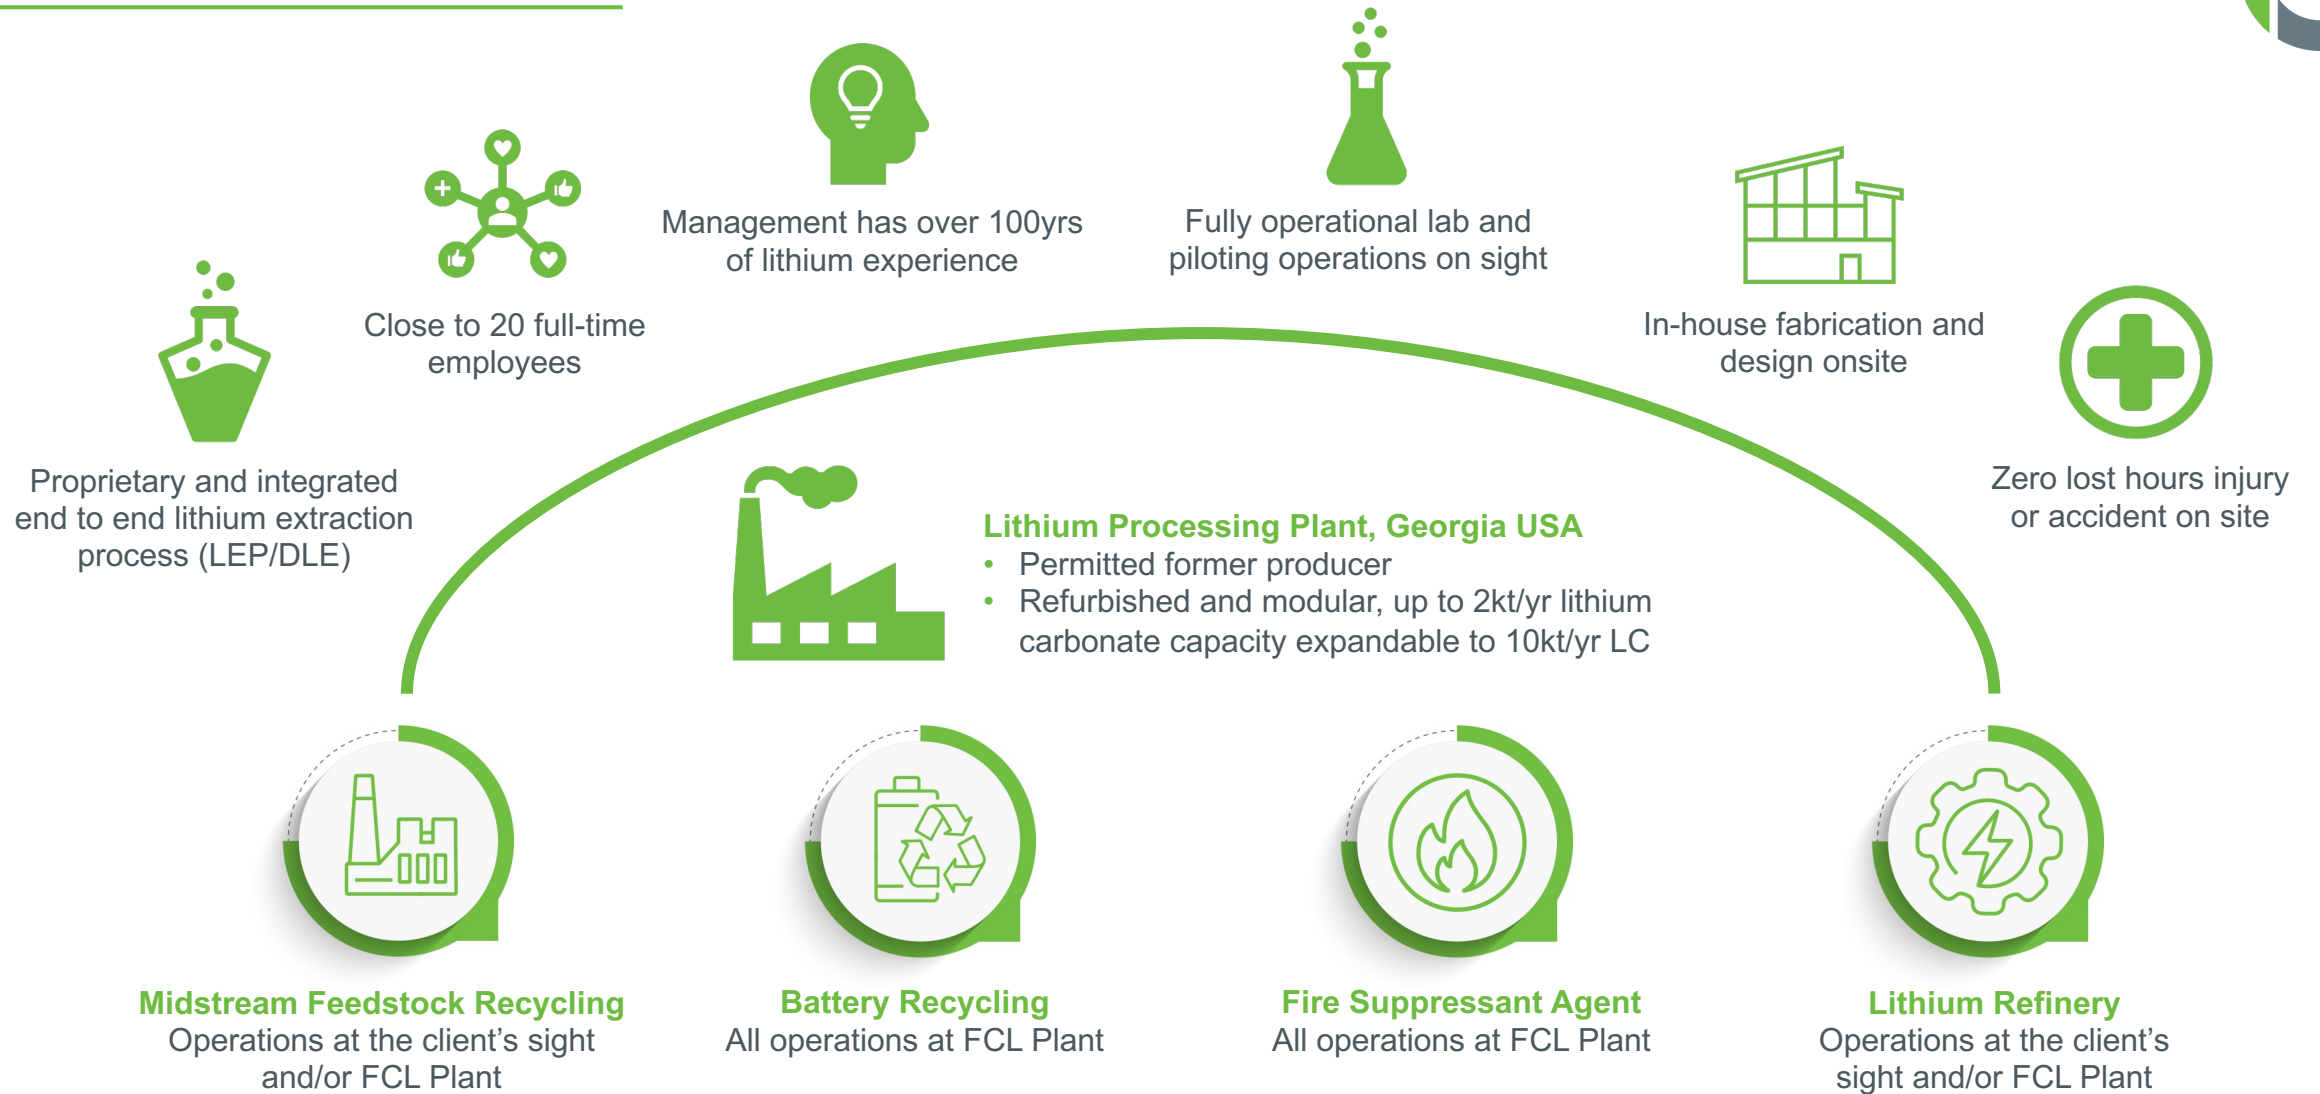 Proprietary and integrated
end to end lithium extraction
process (LEP/DLE)
Close to 20 full-time
employees
Management has over 100yrs
of lithium experience
Fully operational lab and
piloting operations on sight
In-house fabrication and
design onsite
Zero lost hours injury
or accident on site
Lithium Processing Plant, Georgia USA
• Permitted former producer
• Refurbished and modular, up to 2kt/yr lithium
carbonate capacity expandable to 10kt/yr LC
Midstream Feedstock Recycling
Operations at the client's sight
and/or FCL Plant
Battery Recycling
All operations at FCL Plant
Fire Suppressant Agent
All operations at FCL Plant
Lithium Refinery
Operations at the client's
sight and/or FCL Plant